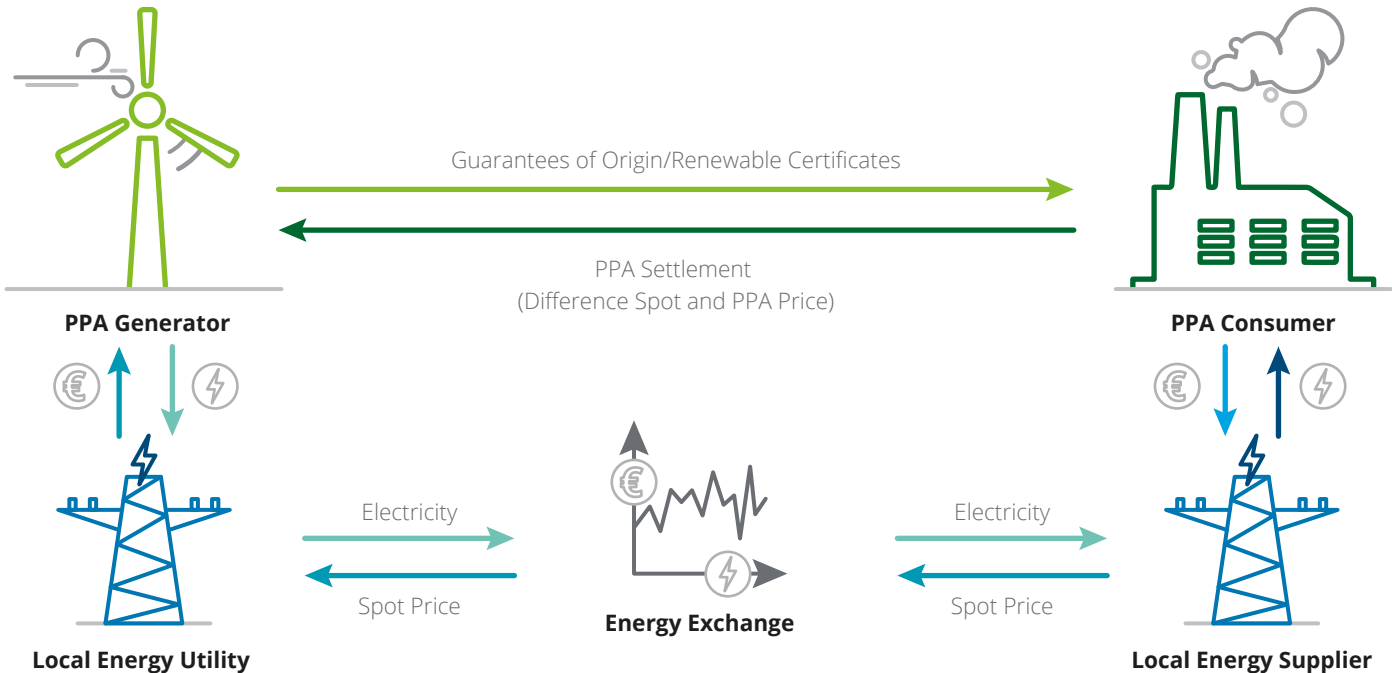 Guarantees of Origin/Renewable Certificates
PPA Settlement
(Difference Spot and PPA Price)
PPA Generator
PPA Consumer
€
€
€
Electricity
Electricity
Spot Price
Spot Price
Energy Exchange
Local Energy Utility
Local Energy Supplier